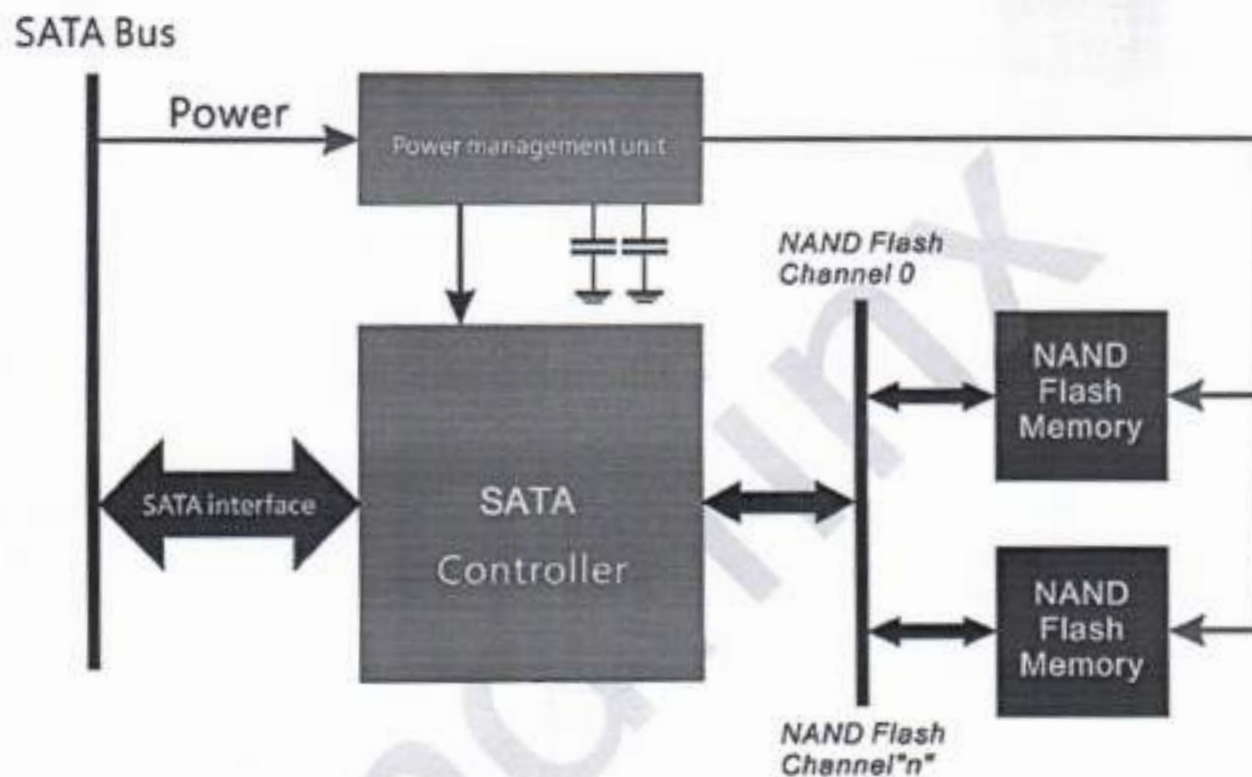 SATA Bus
Power
Power management unit
NAND Flash
Channel 0
NAND
Flash
Memory
SATA interface
SATA
Controller
NAND
Flash
Memory
NAND Flash
Channel"n"